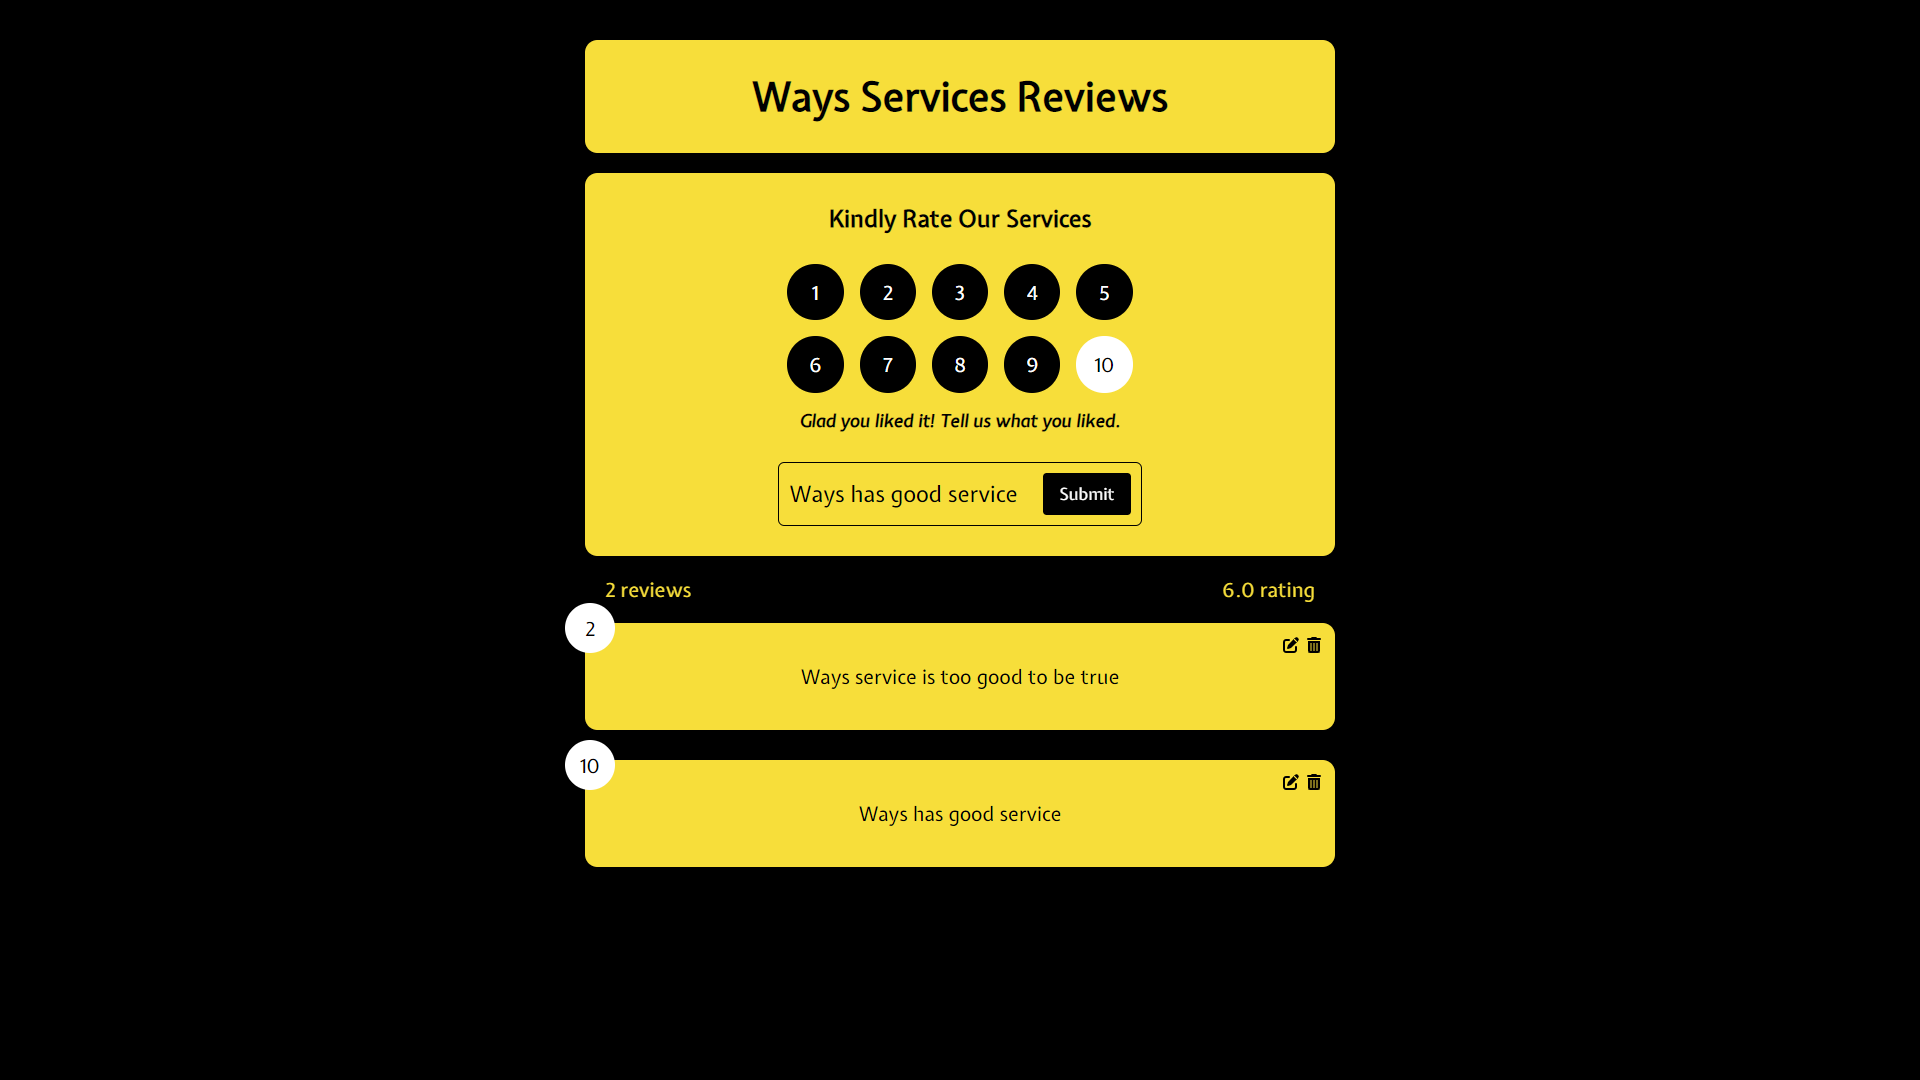 Ways Services Reviews
Kindly Rate Our Services
1 2 3 4 5
6 7 8 9 10
Glad you liked it! Tell us what you liked.
Ways has good service Submit
2 reviews 6.0 rating
2
Ways service is too good to be true
10
Ways has good service